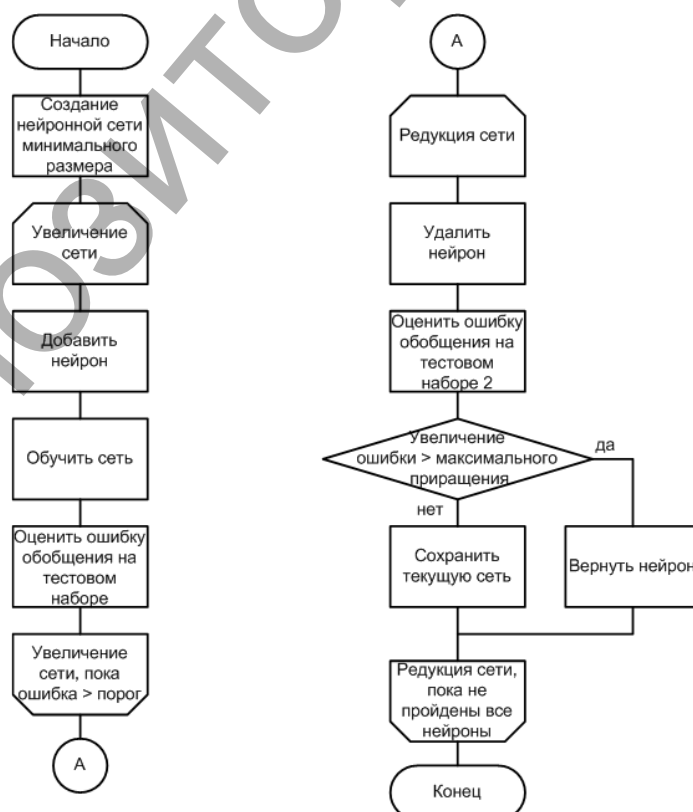 Начало
Создание
нейронной сети
минимального
размера
Увеличение
сети
Добавить
нейрон
Обучить сеть
Оценить ошибку
обобщения на
тестовом
наборе
Увеличение
сети, пока
ошибка > порог
А
А
Редукция сети
Удалить
нейрон
Оценить ошибку
обобщения на
тестовом
наборе 2
Увеличение
ошибки > максимального
приращения
да
нет
Сохранить
текущую сеть
Вернуть нейрон
Редукция сети,
пока не
пройдены все
нейроны
Конец